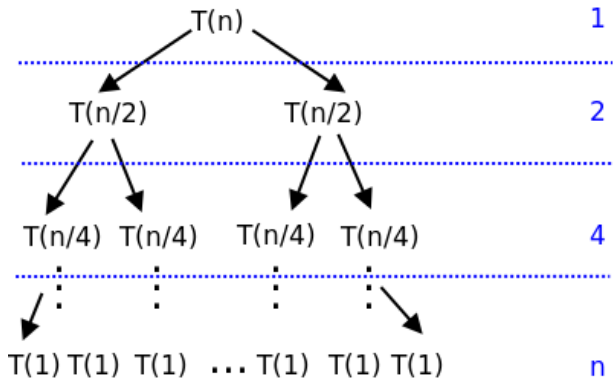 T(n) 1
T(n/2) T(n/2) 2
T(n/4) T(n/4) T(n/4) T(n/4) 4
T(1) T(1) T(1) ... T(1) T(1) T(1) n